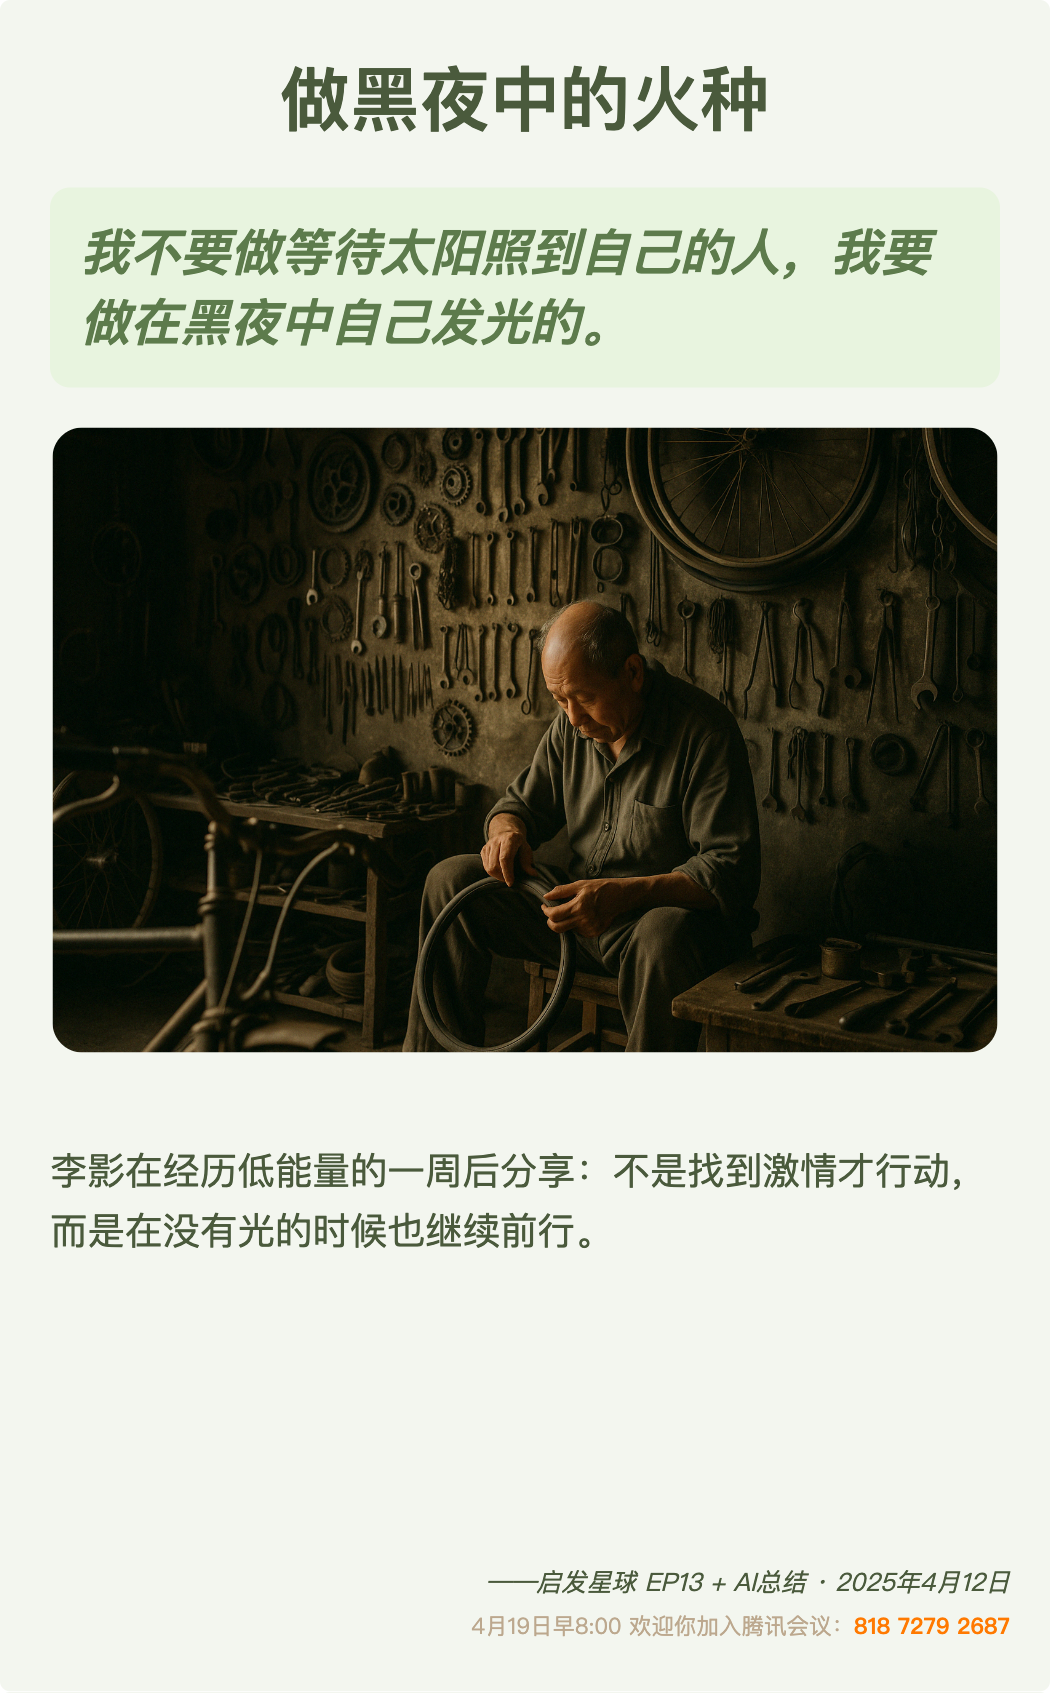 做黑夜中的火种
我不要做等待太阳照到自己的人，我要
做在黑夜中自己发光的。
李影在经历低能量的一周后分享：不是找到激情才行动，
而是在没有光的时候也继续前行。
——启发星球 EP13 + AI总结 · 2025年4月12日
4月19日早8:00 欢迎你加入腾讯会议：818 7279 2687